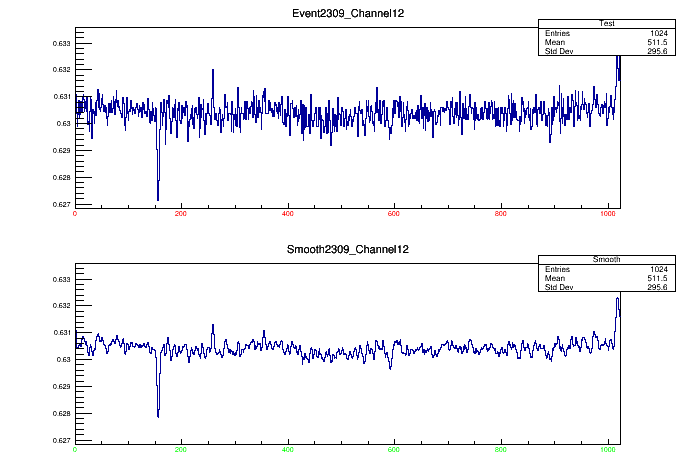 Event2309_Channel12
Test
Entries 1024
Mean 511.5
Std Dev 295.6
0.633
0.632
0.631
0.63
0.629
0.628
0.627
0 200 400 600 800 1000
Smooth2309_Channel12
Smooth
Entries 1024
Mean 511.5
Std Dev 295.6
0.633
0.632
0.631
0.63
0.629
0.628
0.627
0 200 400 600 800 1000